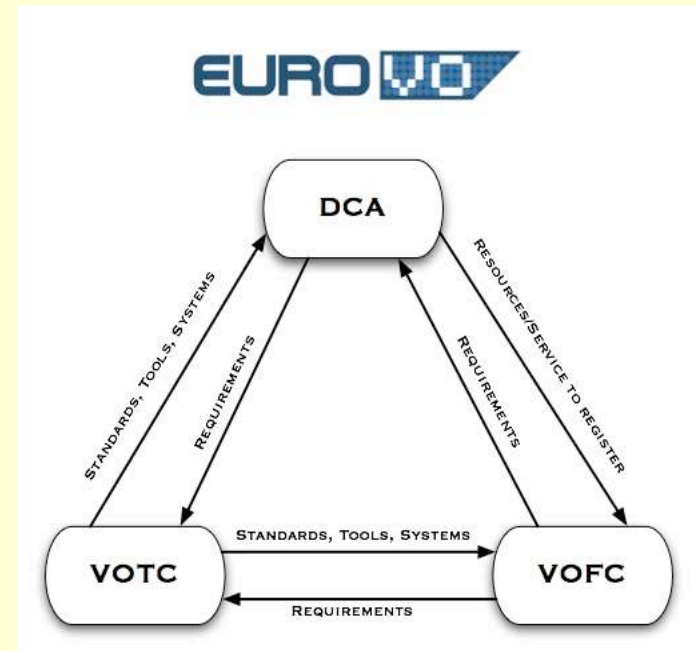 EURO VO
DCA
STANDARDS, TOOLS, SYSTEMS
REQUIREMENTS
REQUIREMENTS
RESOURCES/SERVICE TO REGISTER
VOTC
STANDARDS, TOOLS, SYSTEMS
REQUIREMENTS
VOFC